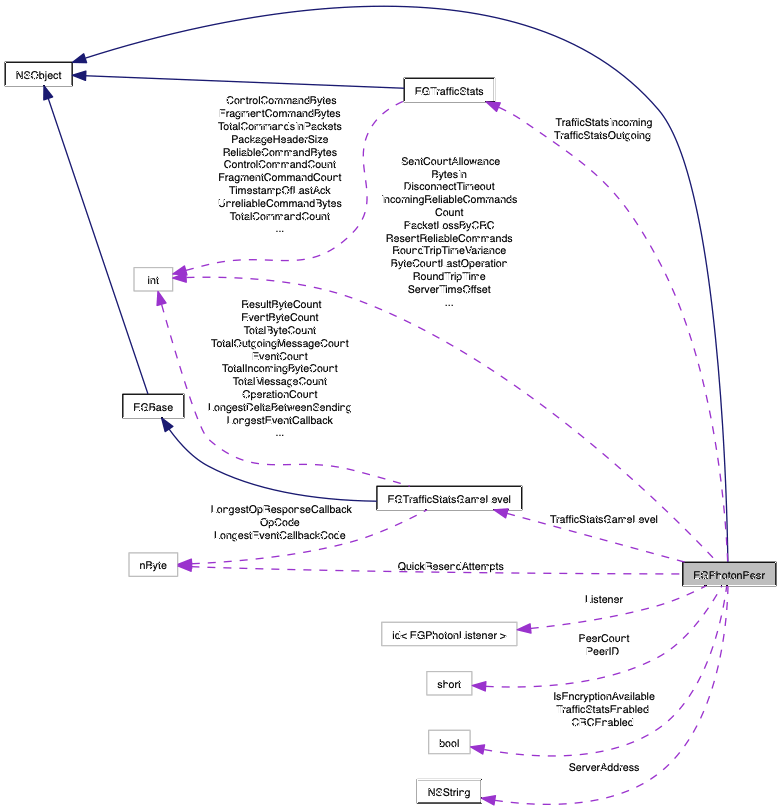 NSObject
EGTrafficStats
ControlCommandBytes
FragmentCommandBytes
TotalCommandsInPackets
PackageHeaderSize
ReliableCommandBytes
ControlCommandCount
FragmentCommandCount
TimestampOfLastAck
UnreliableCommandBytes
TotalCommandCount
...
TrafficStatsIncoming
TrafficStatsOutgoing
SentCountAllowance
BytesIn
DisconnectTimeout
IncomingReliableCommands
Count
PacketLossByCRC
ResentReliableCommands
RoundTripTimeVariance
ByteCountLastOperation
RoundTripTime
ServerTimeOffset
...
int
ResultByteCount
EventByteCount
TotalByteCount
TotalOutgoingMessageCount
EventCount
TotalIncomingByteCount
TotalMessageCount
OperationCount
LongestDeltaBetweenSending
LongestEventCallback
...
EGBase
EGTrafficStatsGameLevel
LongestOpResponseCallback
OpCode
LongestEventCallbackCode
TrafficStatsGameLevel
nByte
QuickResendAttempts
EGPhotonPeer
Listener
id< EGPhotonListener >
PeerCount
PeerID
short
IsEncryptionAvailable
TrafficStatsEnabled
CRCEnabled
bool
ServerAddress
NSString